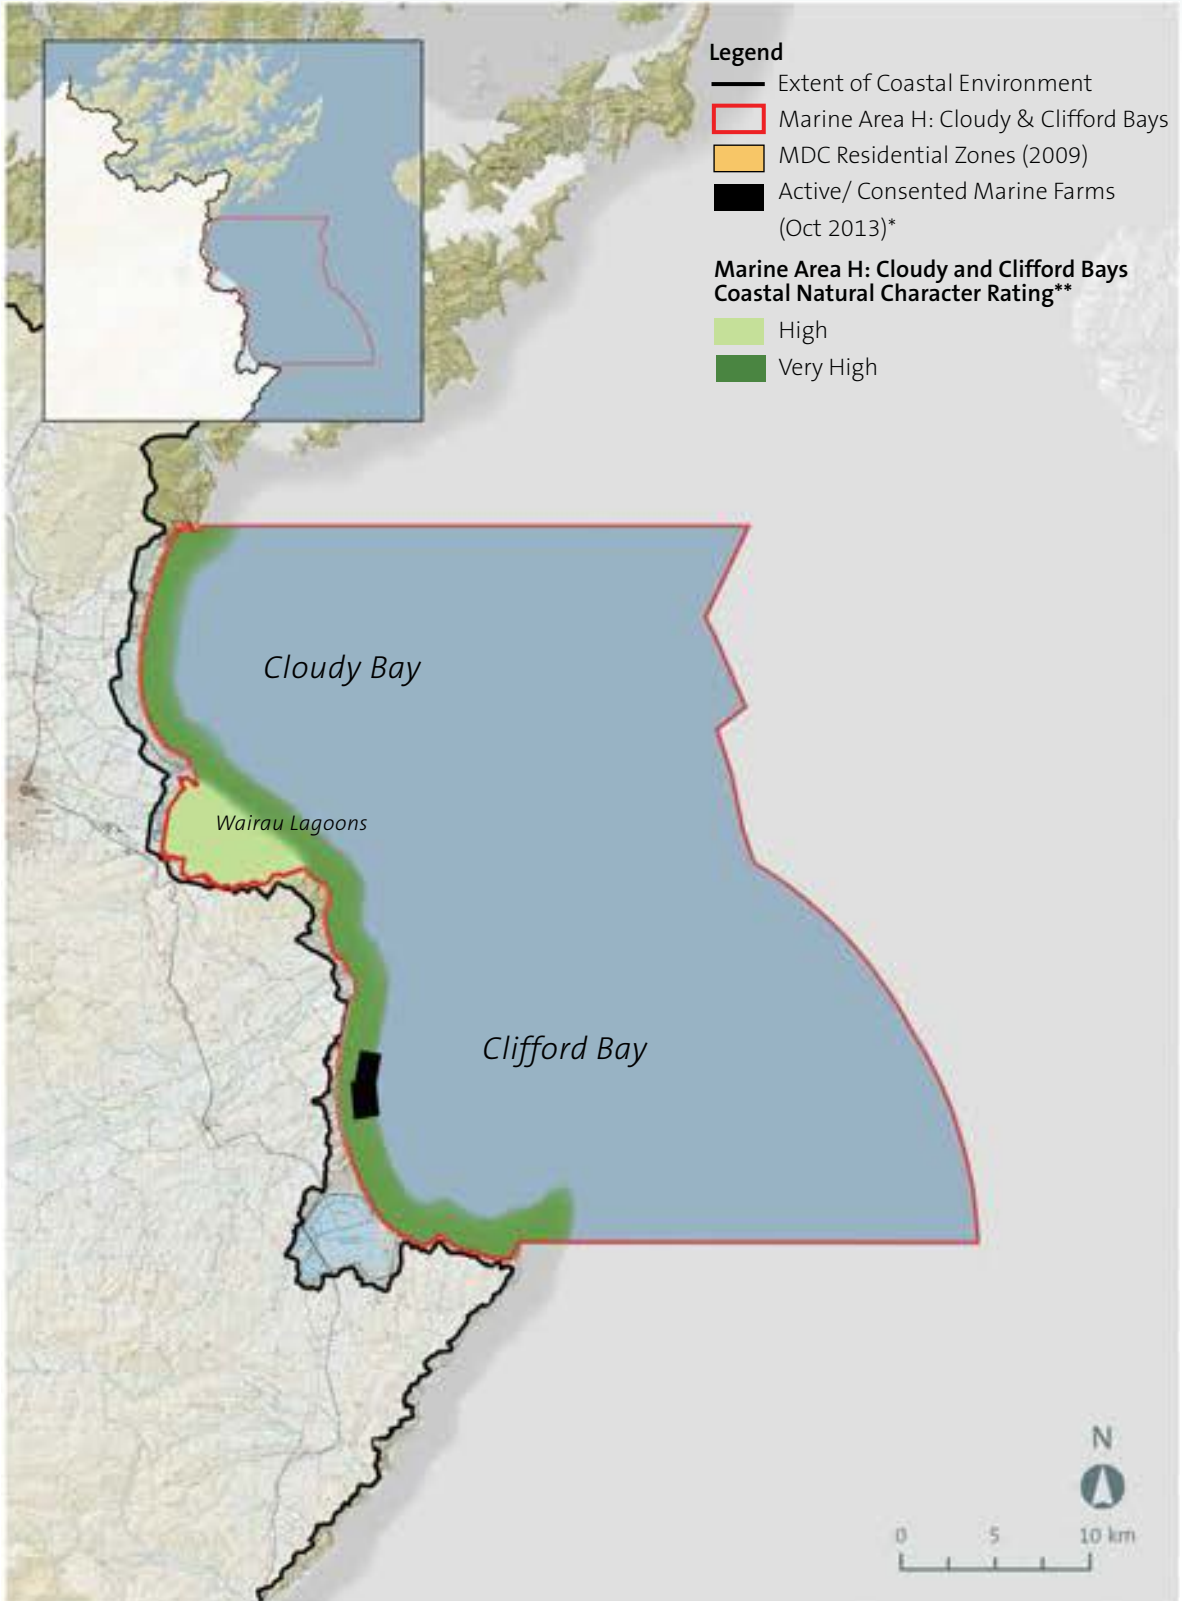 Legend
Extent of Coastal Environment
Marine Area H: Cloudy & Clifford Bays
MDC Residential Zones (2009)
Active/ Consented Marine Farms
(Oct 2013)*
Marine Area H: Cloudy and Clifford Bays
Coastal Natural Character Rating**
High
Very High
Cloudy Bay
Wairau Lagoons
Clifford Bay
N
0 5 10 km